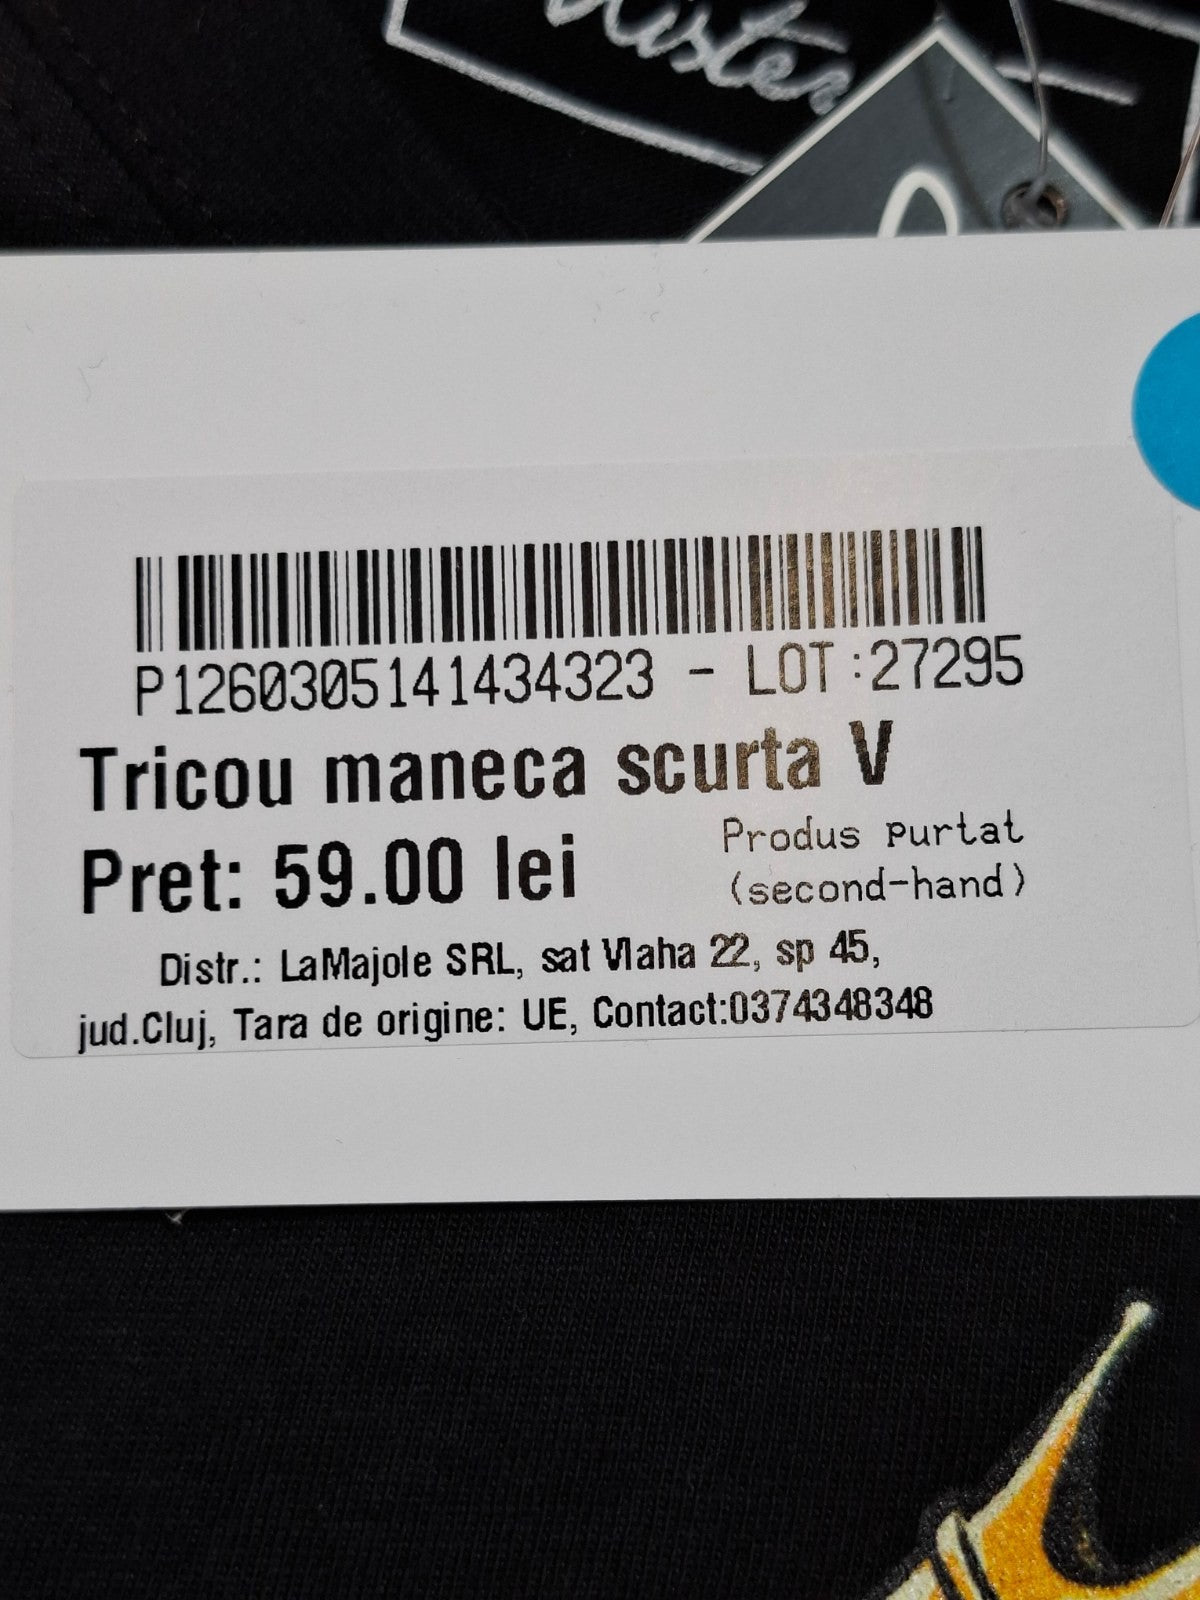 Mister
P1260305141434323 - LOT:27295
Tricou maneca scurta V
Pret: 59.00 lei
Produs purtat
(second-hand)
Distr.: LaMajole SRL, sat Vlaha 22, sp 45,
jud.Cluj, Tara de origine: UE, Contact:0374348348